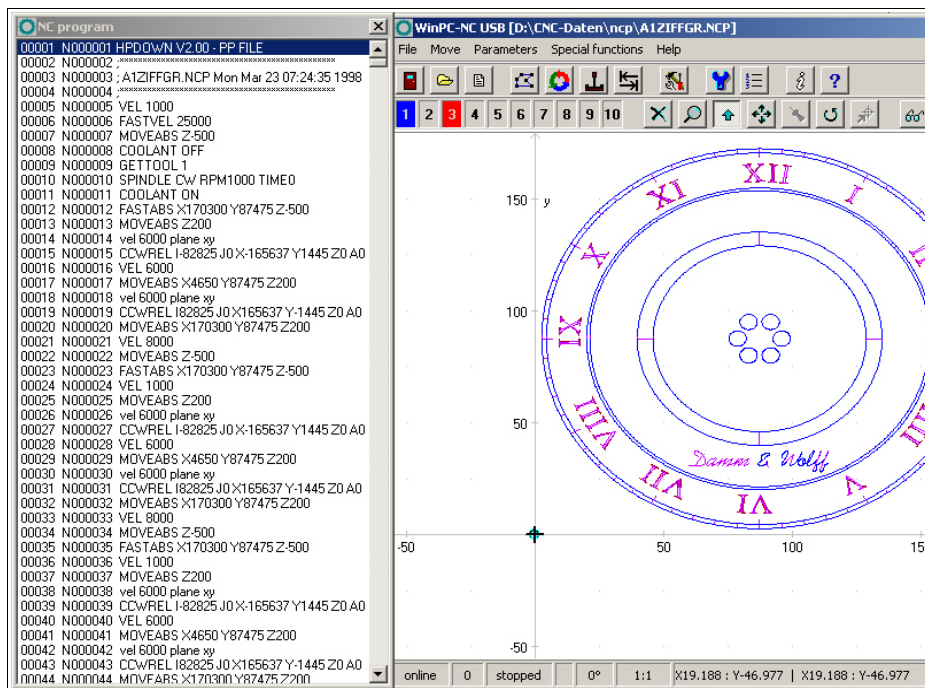 NC program
00001 N000001 HPDOWN V2.00 - PP FILE
00002 N000002 ;************************************************
00003 N000003 ; A1ZIFFGR.NCP Mon Mar 23 07:24:35 1998
00004 N000004 ;************************************************
00005 N000005 VEL 1000
00006 N000006 FASTVEL 25000
00007 N000007 MOVEABS Z-500
00008 N000008 COOLANT OFF
00009 N000009 GETTOOL 1
00010 N000010 SPINDLE CW RPM1000 TIME0
00011 N000011 COOLANT ON
00012 N000012 FASTABS X170300 Y87475 Z-500
00013 N000013 MOVEABS Z200
00014 N000014 vel 6000 plane xy
00015 N000015 CCWREL I-82825 J0 X-165637 Y1445 Z0 A0
00016 N000016 VEL 6000
00017 N000017 MOVEABS X4650 Y87475 Z200
00018 N000018 vel 6000 plane xy
00019 N000019 CCWREL I82825 J0 X165637 Y-1445 Z0 A0
00020 N000020 MOVEABS X170300 Y87475 Z200
00021 N000021 VEL 8000
00022 N000022 MOVEABS Z-500
00023 N000023 FASTABS X170300 Y87475 Z-500
00024 N000024 VEL 1000
00025 N000025 MOVEABS Z200
00026 N000026 vel 6000 plane xy
00027 N000027 CCWREL I-82825 J0 X-165637 Y1445 Z0 A0
00028 N000028 VEL 6000
00029 N000029 MOVEABS X4650 Y87475 Z200
00030 N000030 vel 6000 plane xy
00031 N000031 CCWREL I82825 J0 X165637 Y-1445 Z0 A0
00032 N000032 MOVEABS X170300 Y87475 Z200
00033 N000033 VEL 8000
00034 N000034 MOVEABS Z-500
00035 N000035 FASTABS X170300 Y87475 Z-500
00036 N000036 VEL 1000
00037 N000037 MOVEABS Z200
00038 N000038 vel 6000 plane xy
00039 N000039 CCWREL I-82825 J0 X-165637 Y1445 Z0 A0
00040 N000040 VEL 6000
00041 N000041 MOVEABS X4650 Y87475 Z200
00042 N000042 vel 6000 plane xy
00043 N000043 CCWREL I82825 J0 X165637 Y-1445 Z0 A0
00044 N000044 MOVEABS X170300 Y87475 Z200
WinPC-NC USB [D:\CNC-Daten\ncp\A1ZIFFGR.NCP]
File Move Parameters Special functions Help
1 2 3 4 5 6 7 8 9 10
150 y
100
50
-50 50 100 15
-50
XII
I
XI
X
IX
VIII
VII
VI
V
Damm & Wolff
online 0 stopped 0° 1:1 X19.188 : Y-46.977 | X19.188 : Y-46.977